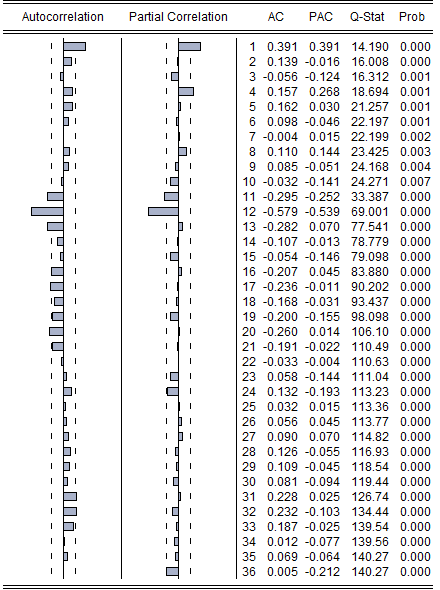 Autocorrelation Partial Correlation AC PAC Q-Stat Prob
1 0.391 0.391 14.190 0.000
2 0.139 -0.016 16.008 0.000
3 -0.056 -0.124 16.312 0.001
4 0.157 0.268 18.694 0.001
5 0.162 0.030 21.257 0.001
6 0.098 -0.046 22.197 0.001
7 -0.004 0.015 22.199 0.002
8 0.110 0.144 23.425 0.003
9 0.085 -0.051 24.168 0.004
10 -0.032 -0.141 24.271 0.007
11 -0.295 -0.252 33.387 0.000
12 -0.579 -0.539 69.001 0.000
13 -0.282 0.070 77.541 0.000
14 -0.107 -0.013 78.779 0.000
15 -0.054 -0.146 79.098 0.000
16 -0.207 0.045 83.880 0.000
17 -0.236 -0.011 90.202 0.000
18 -0.168 -0.031 93.437 0.000
19 -0.200 -0.155 98.098 0.000
20 -0.260 0.014 106.10 0.000
21 -0.191 -0.022 110.49 0.000
22 -0.033 -0.004 110.63 0.000
23 0.058 -0.144 111.04 0.000
24 0.132 -0.193 113.23 0.000
25 0.032 0.015 113.36 0.000
26 0.056 0.045 113.77 0.000
27 0.090 0.070 114.82 0.000
28 0.126 -0.055 116.93 0.000
29 0.109 -0.045 118.54 0.000
30 0.081 -0.094 119.44 0.000
31 0.228 0.025 126.74 0.000
32 0.232 -0.103 134.44 0.000
33 0.187 -0.025 139.54 0.000
34 0.012 -0.077 139.56 0.000
35 0.069 -0.064 140.27 0.000
36 0.005 -0.212 140.27 0.000